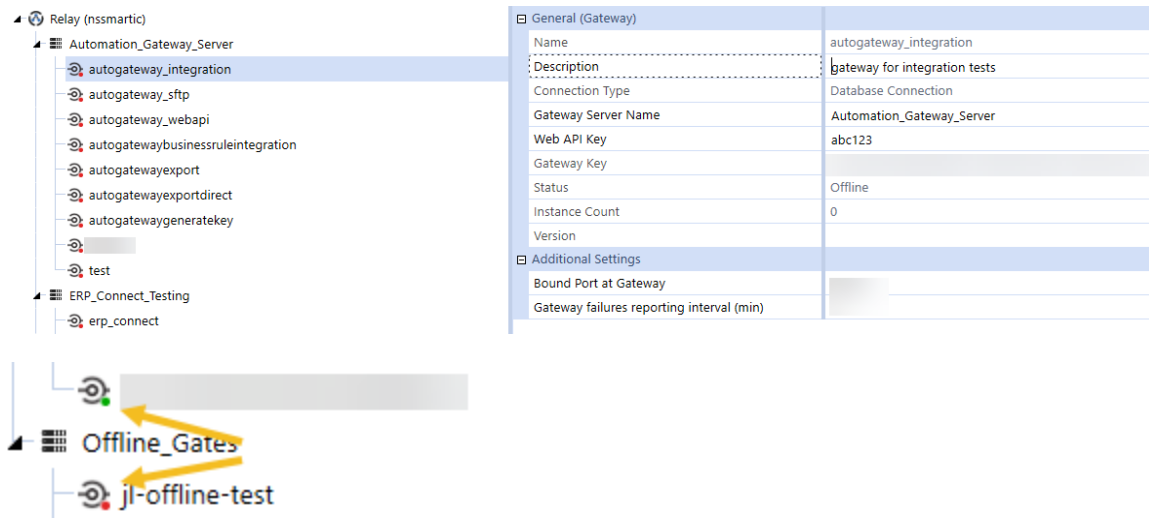 Relay (nssmartic)
Automation_Gateway_Server
autogateway_integration
autogateway_sftp
autogateway_webapi
autogatewaybusinessruleintegration
autogatewayexport
autogatewayexportdirect
autogatewaygeneratekey
test
ERP_Connect_Testing
erp_connect
General (Gateway)
Name autogateway_integration
Description gateway for integration tests
Connection Type Database Connection
Gateway Server Name Automation_Gateway_Server
Web API Key abc123
Gateway Key
Status Offline
Instance Count 0
Version
Additional Settings
Bound Port at Gateway
Gateway failures reporting interval (min)
Offline_Gates
jl-offline-test